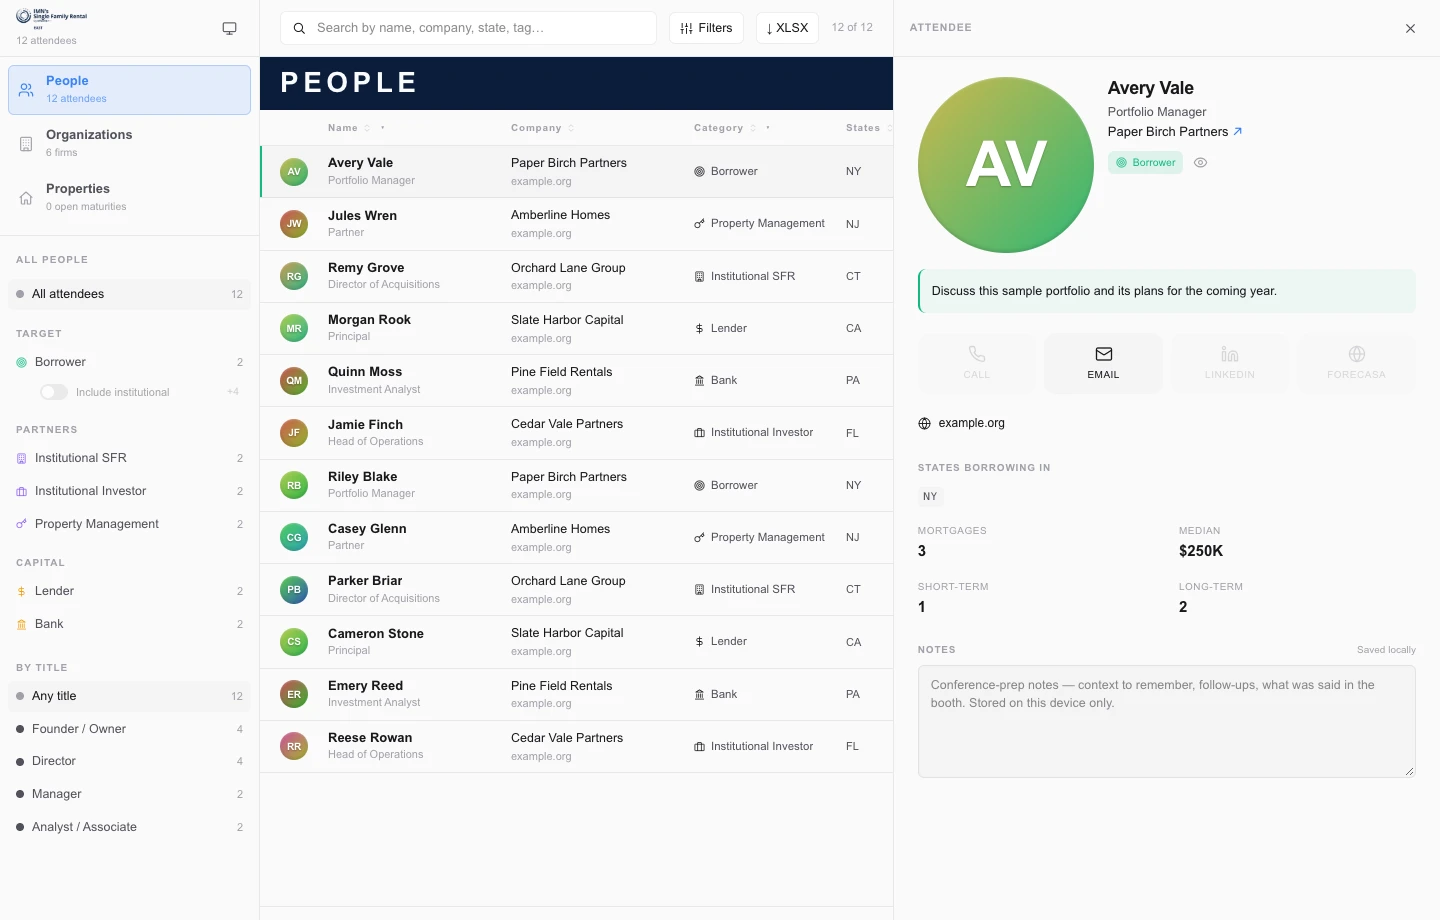 IMN's
Single Family Rental
EAST
12 attendees
People
12 attendees
Organizations
6 firms
Properties
0 open maturities
ALL PEOPLE
All attendees 12
TARGET
Borrower 2
Include institutional +4
PARTNERS
Institutional SFR 2
Institutional Investor 2
Property Management 2
CAPITAL
Lender 2
Bank 2
BY TITLE
Any title 12
Founder / Owner 4
Director 4
Manager 2
Analyst / Associate 2
Search by name, company, state, tag…
Filters
↓ XLSX
12 of 12
PEOPLE
Name Company Category States
AV Avery Vale Paper Birch Partners Borrower NY
Portfolio Manager example.org
JW Jules Wren Amberline Homes Property Management NJ
Partner example.org
RG Remy Grove Orchard Lane Group Institutional SFR CT
Director of Acquisitions example.org
MR Morgan Rook Slate Harbor Capital Lender CA
Principal example.org
QM Quinn Moss Pine Field Rentals Bank PA
Investment Analyst example.org
JF Jamie Finch Cedar Vale Partners Institutional Investor FL
Head of Operations example.org
RB Riley Blake Paper Birch Partners Borrower NY
Portfolio Manager example.org
CG Casey Glenn Amberline Homes Property Management NJ
Partner example.org
PB Parker Briar Orchard Lane Group Institutional SFR CT
Director of Acquisitions example.org
CS Cameron Stone Slate Harbor Capital Lender CA
Principal example.org
ER Emery Reed Pine Field Rentals Bank PA
Investment Analyst example.org
RR Reese Rowan Cedar Vale Partners Institutional Investor FL
Head of Operations example.org
ATTENDEE
AV
Avery Vale
Portfolio Manager
Paper Birch Partners
Borrower
Discuss this sample portfolio and its plans for the coming year.
CALL
EMAIL
LINKEDIN
FORECASA
example.org
STATES BORROWING IN
NY
MORTGAGES MEDIAN
3 $250K
SHORT-TERM LONG-TERM
1 2
NOTES Saved locally
Conference-prep notes — context to remember, follow-ups, what was said in the
booth. Stored on this device only.